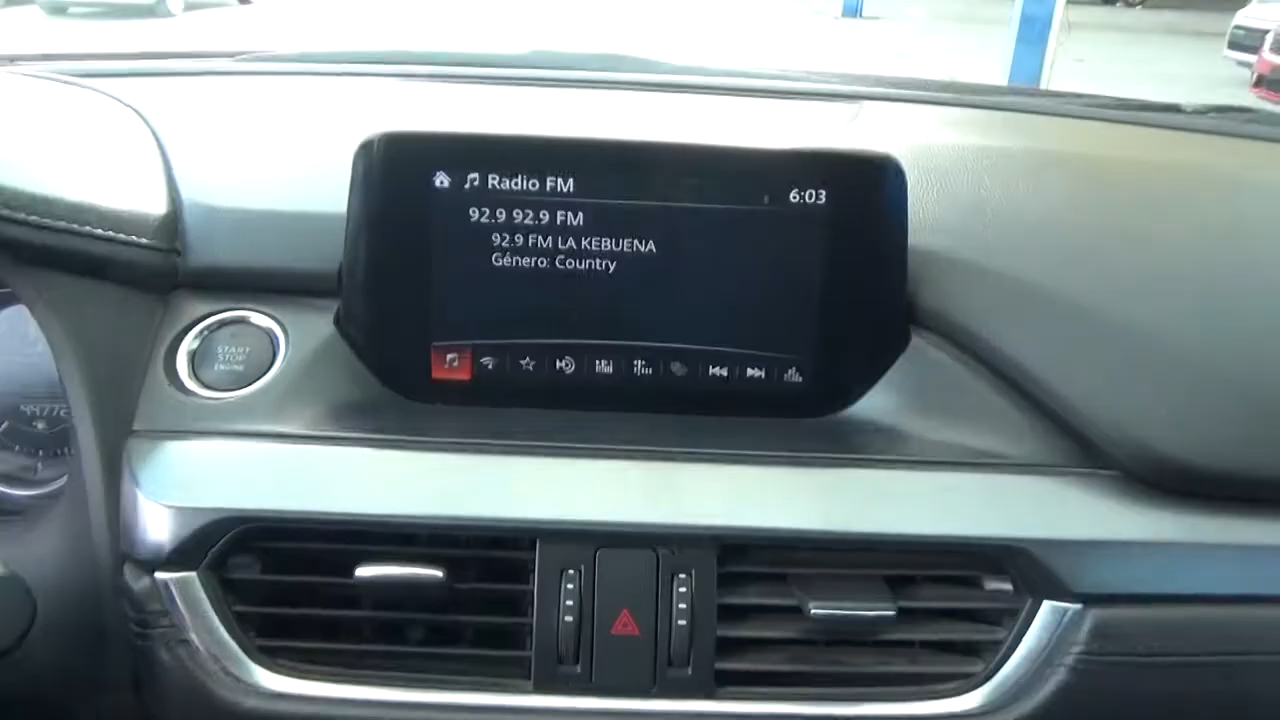 Radio FM
6:03
92.9 92.9 FM
92.9 FM LA KEBUENA
Género: Country
START
STOP
ENGINE
44772